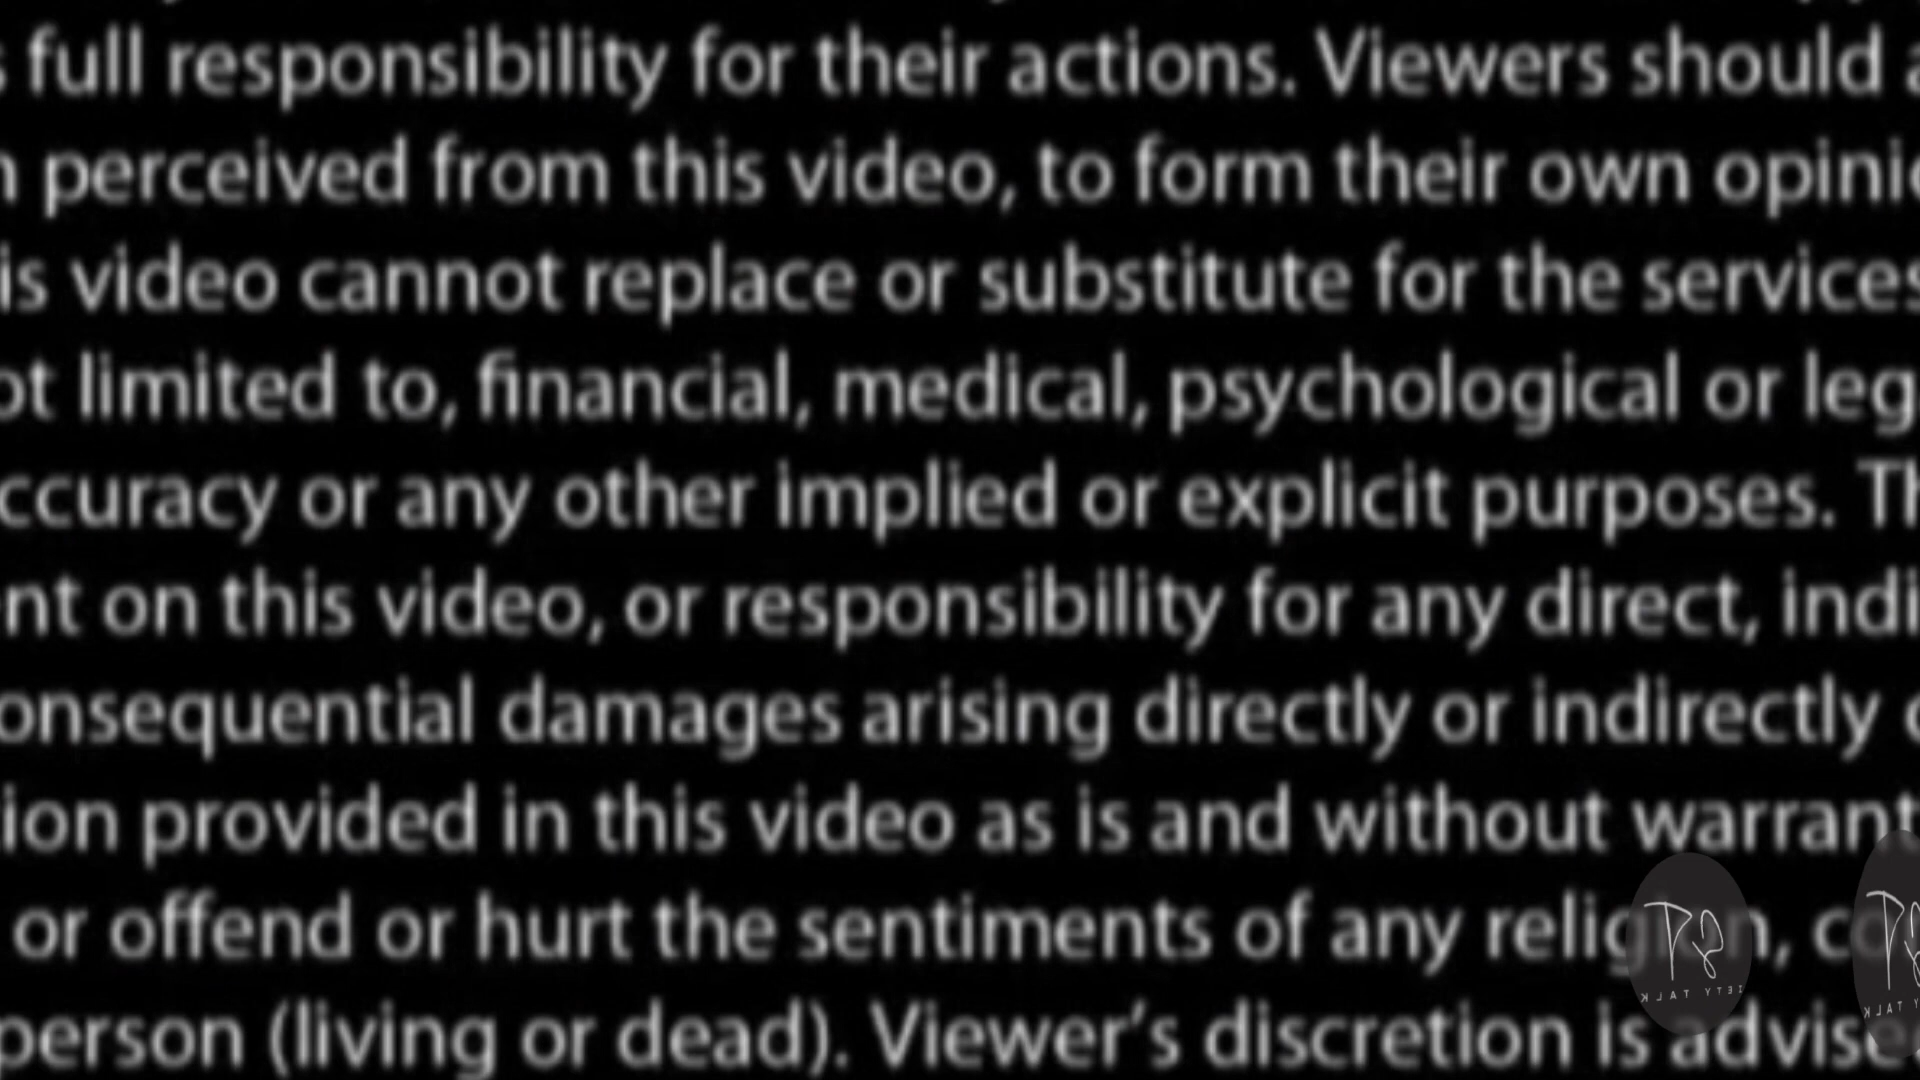 full responsibility for their actions. Viewers should
perceived from this video, to form their own
video cannot replace or substitute for the services
limited to, financial, medical, psychological or
or any other implied or explicit purposes.
on this video, or responsibility for any direct,
damages arising directly or indirectly
provided in this video as is and without
or offend or hurt the sentiments of any
person (living or dead). Viewer's discretion is
TALK